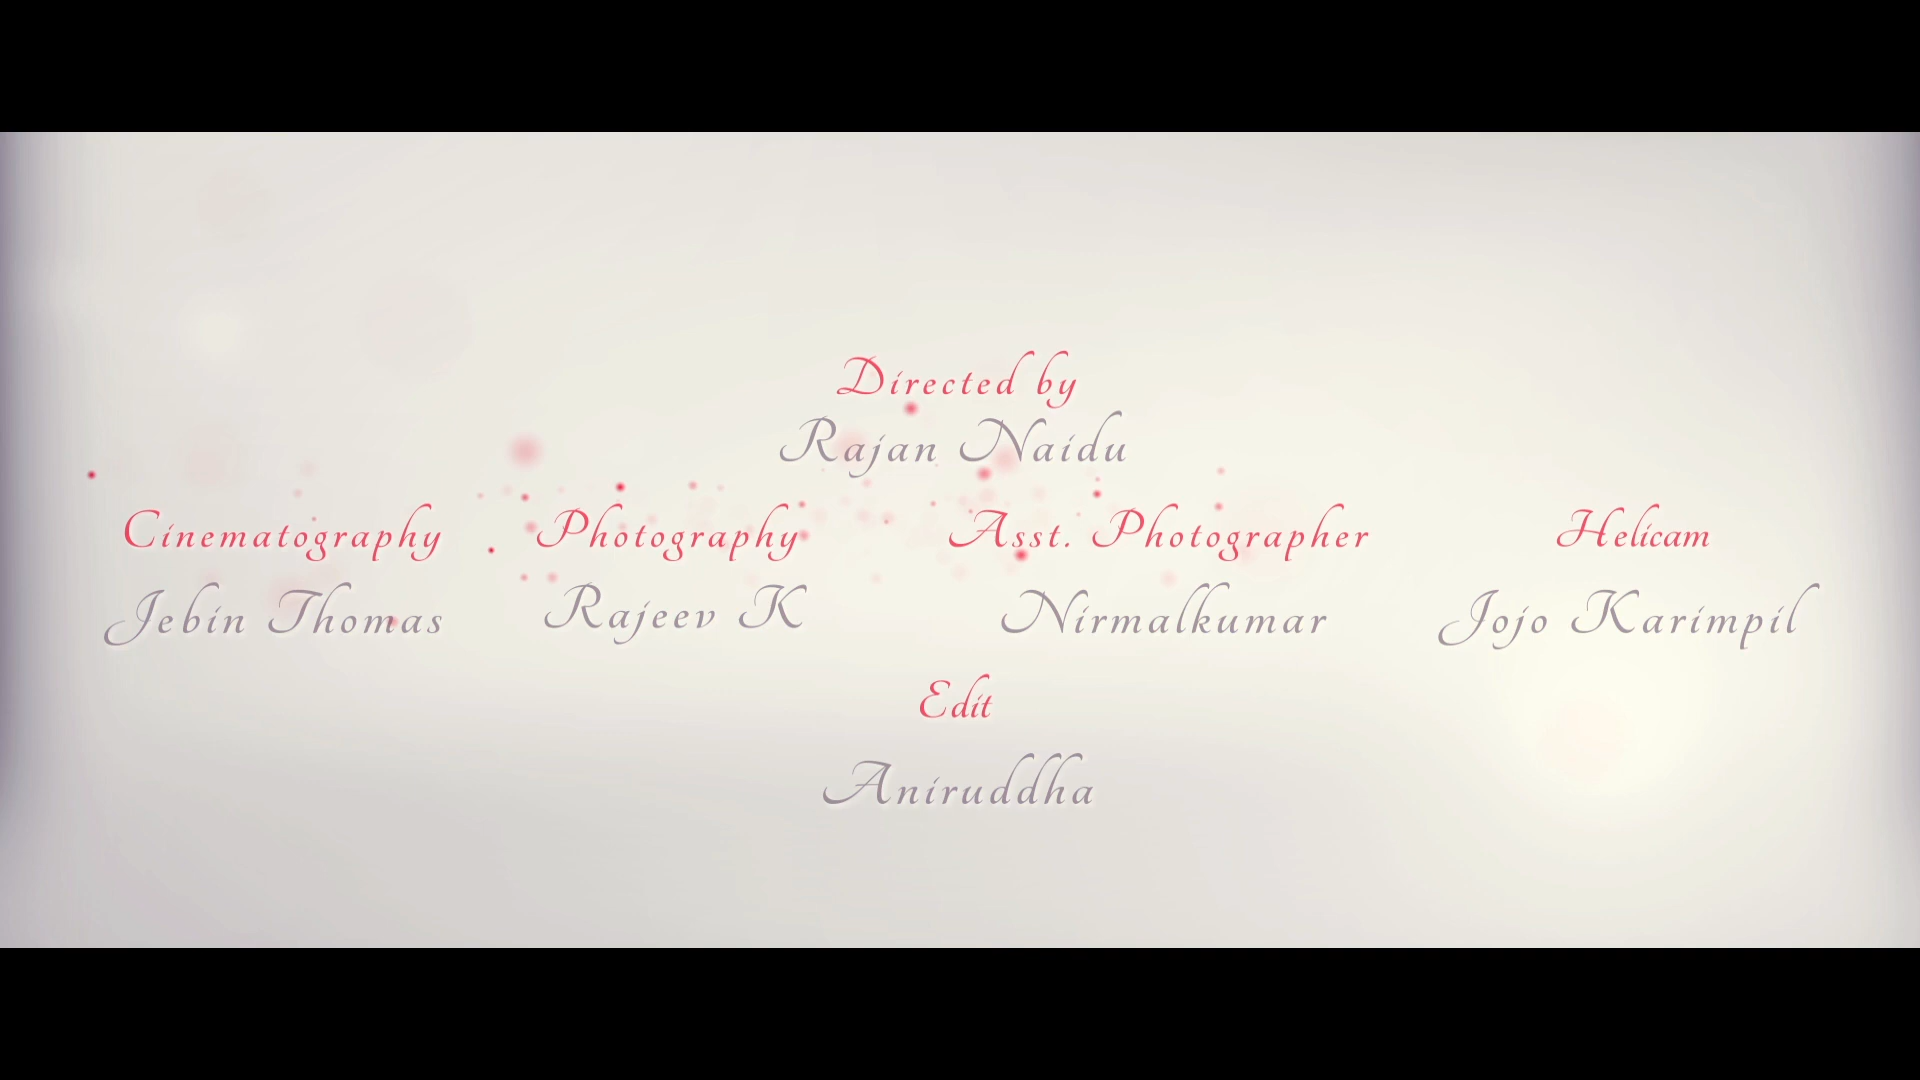 Directed by
Rajan Naidu
Cinematography Photography Asst. Photographer Helicam
Jebin Thomas Rajeev K Nirmalkumar Jojo Karimpil
Edit
Aniruddha